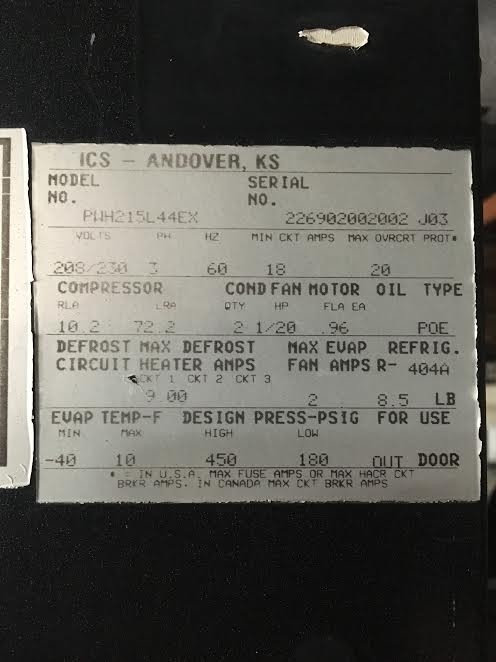 ICS - ANDOVER, KS
MODEL NO. SERIAL NO.
PWH215L44EX 226902002002 J03
VOLTS PH HZ MIN CKT AMPS MAX OVRCRT PROT*
208/230 3 60 18 20
COMPRESSOR COND FAN MOTOR OIL TYPE
RLA LRA QTY HP FLA EA
10.2 72.2 2 1/20 .96 POE
DEFROST MAX DEFROST MAX EVAP REFRIG.
CIRCUIT HEATER AMPS FAN AMPS R- 404A
CKT 1 CKT 2 CKT 3
9.00 2 8.5 LB
EVAP TEMP-F DESIGN PRESS-PSIG FOR USE
MIN MAX HIGH LOW
-40 10 450 180 OUT DOOR
* = IN U.S.A. MAX FUSE AMPS OR MAX HACR CKT
BRKR AMPS. IN CANADA MAX CKT BRKR AMPS